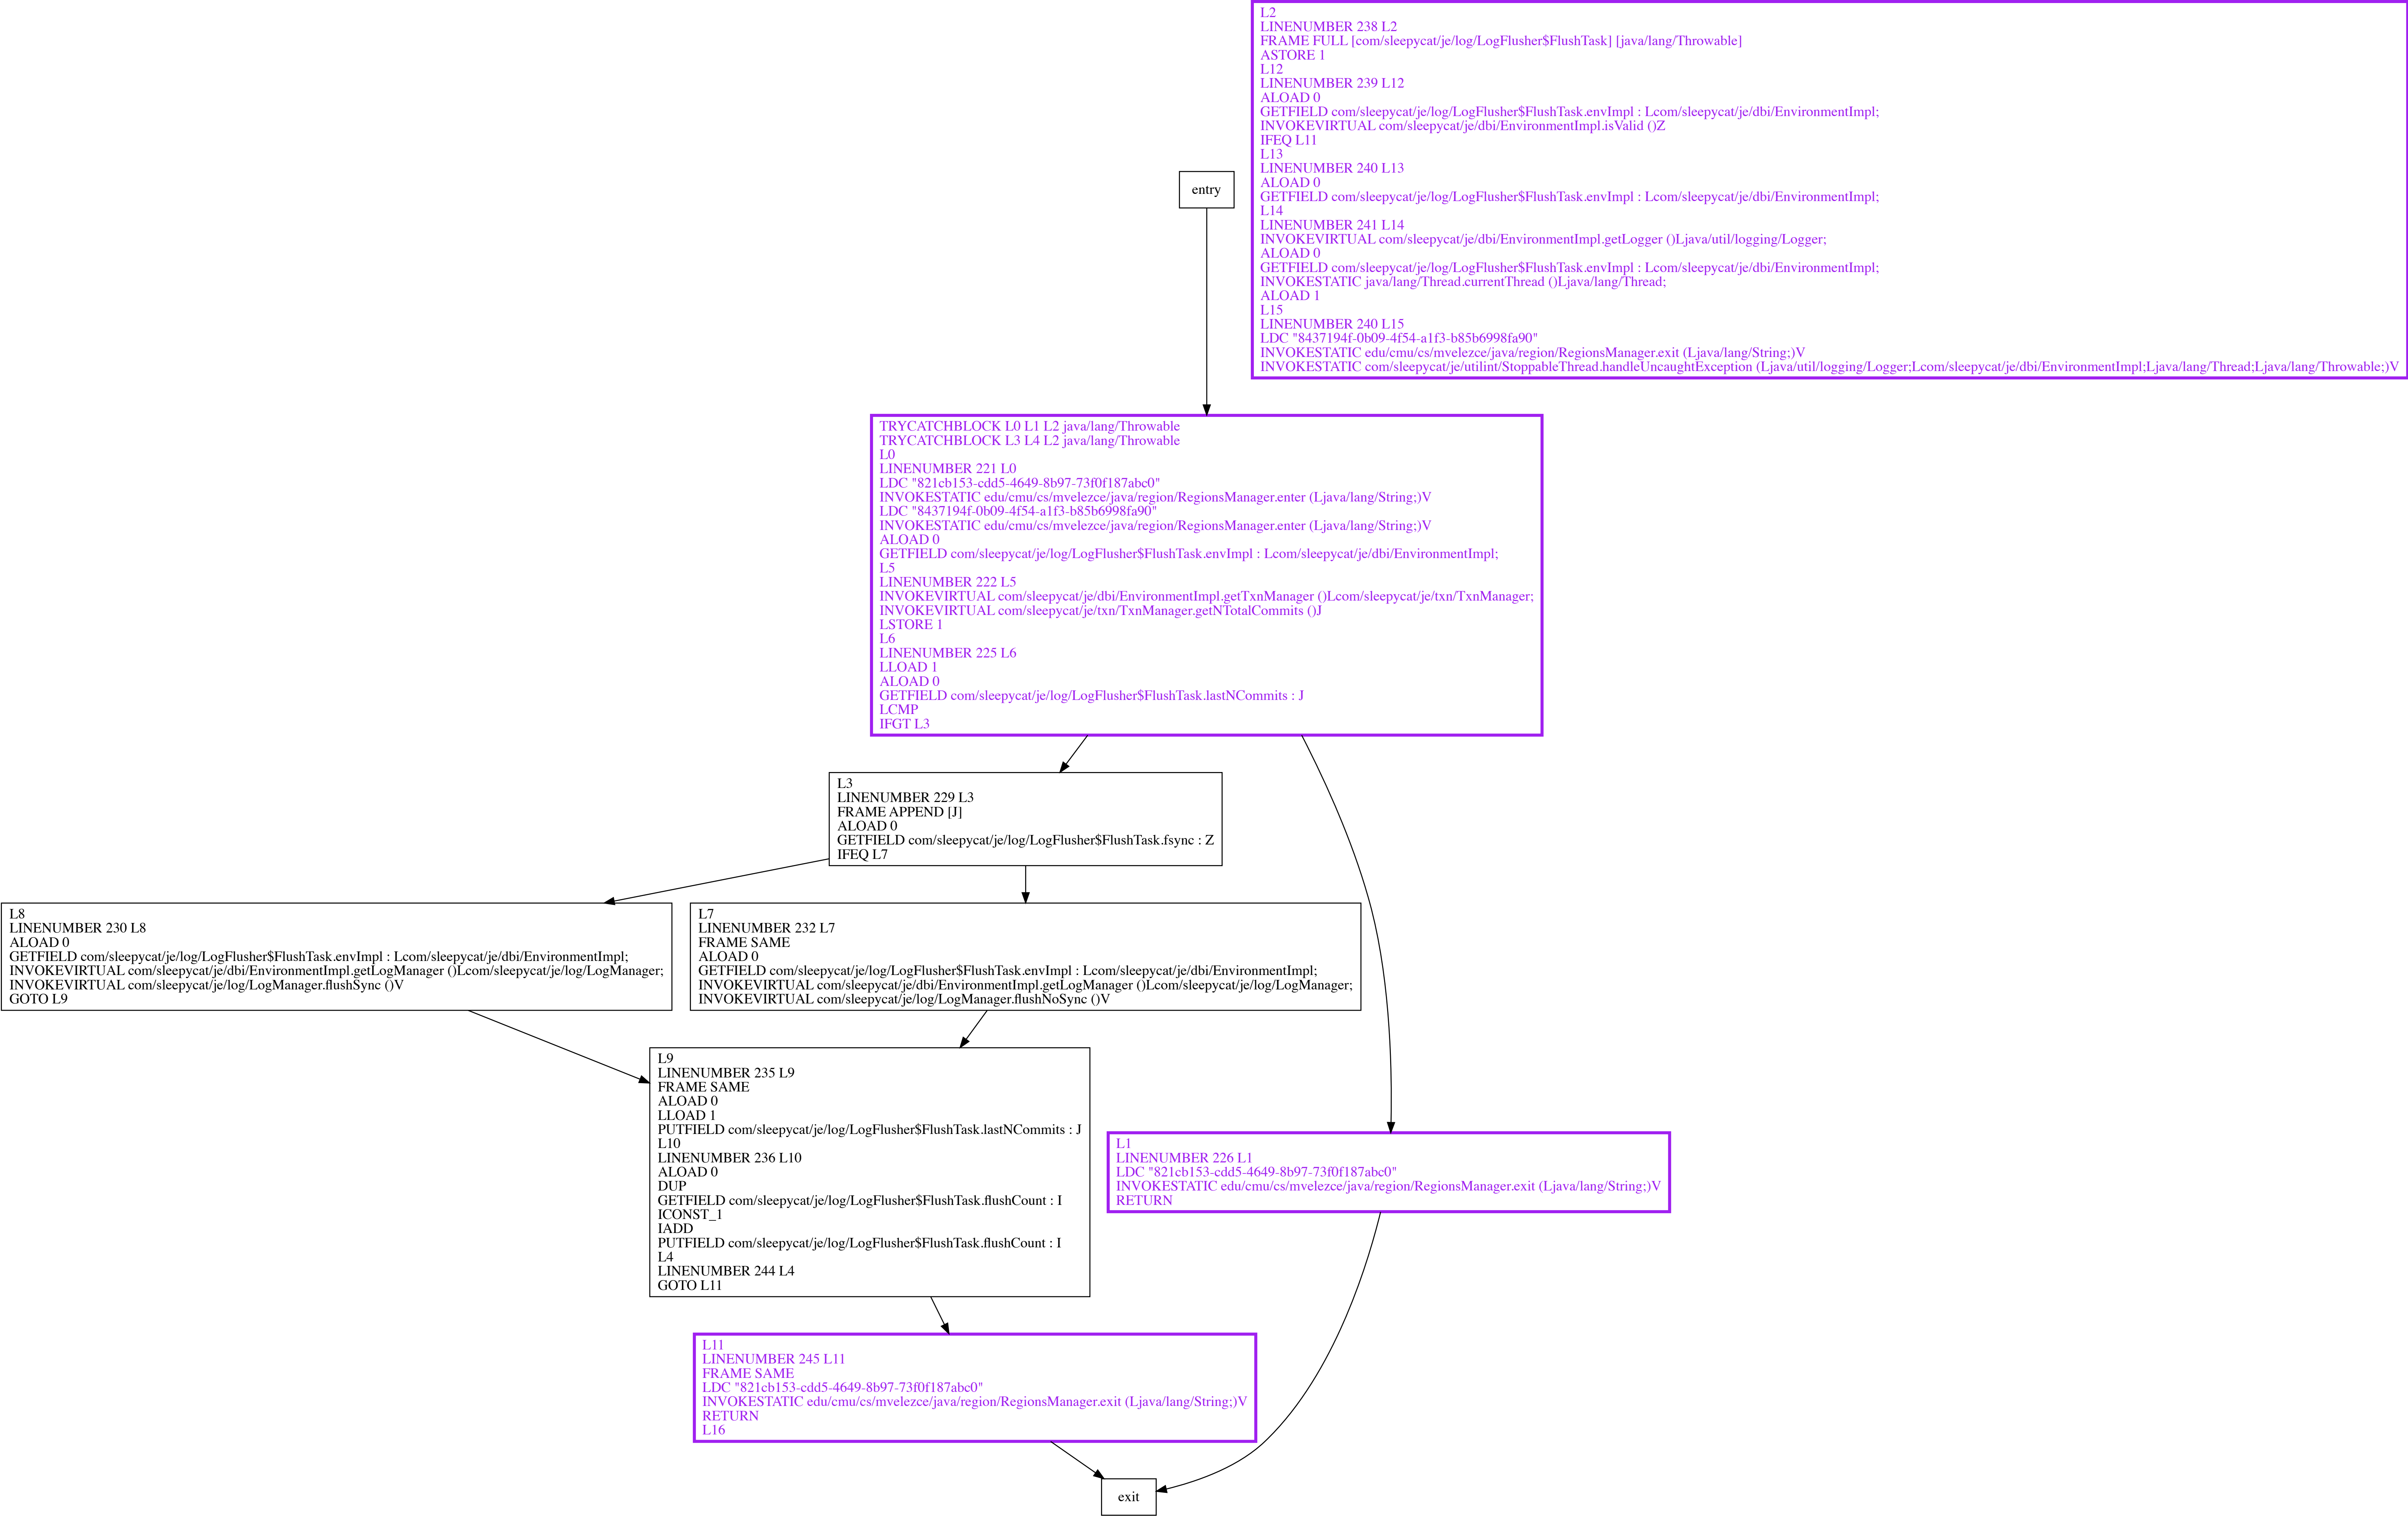 L2
LINENUMBER 238 L2
FRAME FULL [com/sleepycat/je/log/LogFlusher$FlushTask] [java/lang/Throwable]
ASTORE 1
L12
LINENUMBER 239 L12
ALOAD 0
GETFIELD com/sleepycat/je/log/LogFlusher$FlushTask.envImpl : Lcom/sleepycat/je/dbi/EnvironmentImpl;
INVOKEVIRTUAL com/sleepycat/je/dbi/EnvironmentImpl.isValid ()Z
IFEQ L11
L13
LINENUMBER 240 L13
ALOAD 0
GETFIELD com/sleepycat/je/log/LogFlusher$FlushTask.envImpl : Lcom/sleepycat/je/dbi/EnvironmentImpl;
L14
LINENUMBER 241 L14
INVOKEVIRTUAL com/sleepycat/je/dbi/EnvironmentImpl.getLogger ()Ljava/util/logging/Logger;
ALOAD 0
GETFIELD com/sleepycat/je/log/LogFlusher$FlushTask.envImpl : Lcom/sleepycat/je/dbi/EnvironmentImpl;
INVOKESTATIC java/lang/Thread.currentThread ()Ljava/lang/Thread;
ALOAD 1
L15
LINENUMBER 240 L15
LDC "8437194f-0b09-4f54-a1f3-b85b6998fa90"
INVOKESTATIC edu/cmu/cs/mvelezce/java/region/RegionsManager.exit (Ljava/lang/String;)V
INVOKESTATIC com/sleepycat/je/utilint/StoppableThread.handleUncaughtException (Ljava/util/logging/Logger;Lcom/sleepycat/je/dbi/EnvironmentImpl;Ljava/lang/Thread;Ljava/lang/Throwable;)V
entry
TRYCATCHBLOCK L0 L1 L2 java/lang/Throwable
TRYCATCHBLOCK L3 L4 L2 java/lang/Throwable
L0
LINENUMBER 221 L0
LDC "821cb153-cdd5-4649-8b97-73f0f187abc0"
INVOKESTATIC edu/cmu/cs/mvelezce/java/region/RegionsManager.enter (Ljava/lang/String;)V
LDC "8437194f-0b09-4f54-a1f3-b85b6998fa90"
INVOKESTATIC edu/cmu/cs/mvelezce/java/region/RegionsManager.enter (Ljava/lang/String;)V
ALOAD 0
GETFIELD com/sleepycat/je/log/LogFlusher$FlushTask.envImpl : Lcom/sleepycat/je/dbi/EnvironmentImpl;
L5
LINENUMBER 222 L5
INVOKEVIRTUAL com/sleepycat/je/dbi/EnvironmentImpl.getTxnManager ()Lcom/sleepycat/je/txn/TxnManager;
INVOKEVIRTUAL com/sleepycat/je/txn/TxnManager.getNTotalCommits ()J
LSTORE 1
L6
LINENUMBER 225 L6
LLOAD 1
ALOAD 0
GETFIELD com/sleepycat/je/log/LogFlusher$FlushTask.lastNCommits : J
LCMP
IFGT L3
L3
LINENUMBER 229 L3
FRAME APPEND [J]
ALOAD 0
GETFIELD com/sleepycat/je/log/LogFlusher$FlushTask.fsync : Z
IFEQ L7
L8
LINENUMBER 230 L8
ALOAD 0
GETFIELD com/sleepycat/je/log/LogFlusher$FlushTask.envImpl : Lcom/sleepycat/je/dbi/EnvironmentImpl;
INVOKEVIRTUAL com/sleepycat/je/dbi/EnvironmentImpl.getLogManager ()Lcom/sleepycat/je/log/LogManager;
INVOKEVIRTUAL com/sleepycat/je/log/LogManager.flushSync ()V
GOTO L9
L7
LINENUMBER 232 L7
FRAME SAME
ALOAD 0
GETFIELD com/sleepycat/je/log/LogFlusher$FlushTask.envImpl : Lcom/sleepycat/je/dbi/EnvironmentImpl;
INVOKEVIRTUAL com/sleepycat/je/dbi/EnvironmentImpl.getLogManager ()Lcom/sleepycat/je/log/LogManager;
INVOKEVIRTUAL com/sleepycat/je/log/LogManager.flushNoSync ()V
L9
LINENUMBER 235 L9
FRAME SAME
ALOAD 0
LLOAD 1
PUTFIELD com/sleepycat/je/log/LogFlusher$FlushTask.lastNCommits : J
L10
LINENUMBER 236 L10
ALOAD 0
DUP
GETFIELD com/sleepycat/je/log/LogFlusher$FlushTask.flushCount : I
ICONST_1
IADD
PUTFIELD com/sleepycat/je/log/LogFlusher$FlushTask.flushCount : I
L4
LINENUMBER 244 L4
GOTO L11
L1
LINENUMBER 226 L1
LDC "821cb153-cdd5-4649-8b97-73f0f187abc0"
INVOKESTATIC edu/cmu/cs/mvelezce/java/region/RegionsManager.exit (Ljava/lang/String;)V
RETURN
L11
LINENUMBER 245 L11
FRAME SAME
LDC "821cb153-cdd5-4649-8b97-73f0f187abc0"
INVOKESTATIC edu/cmu/cs/mvelezce/java/region/RegionsManager.exit (Ljava/lang/String;)V
RETURN
L16
exit